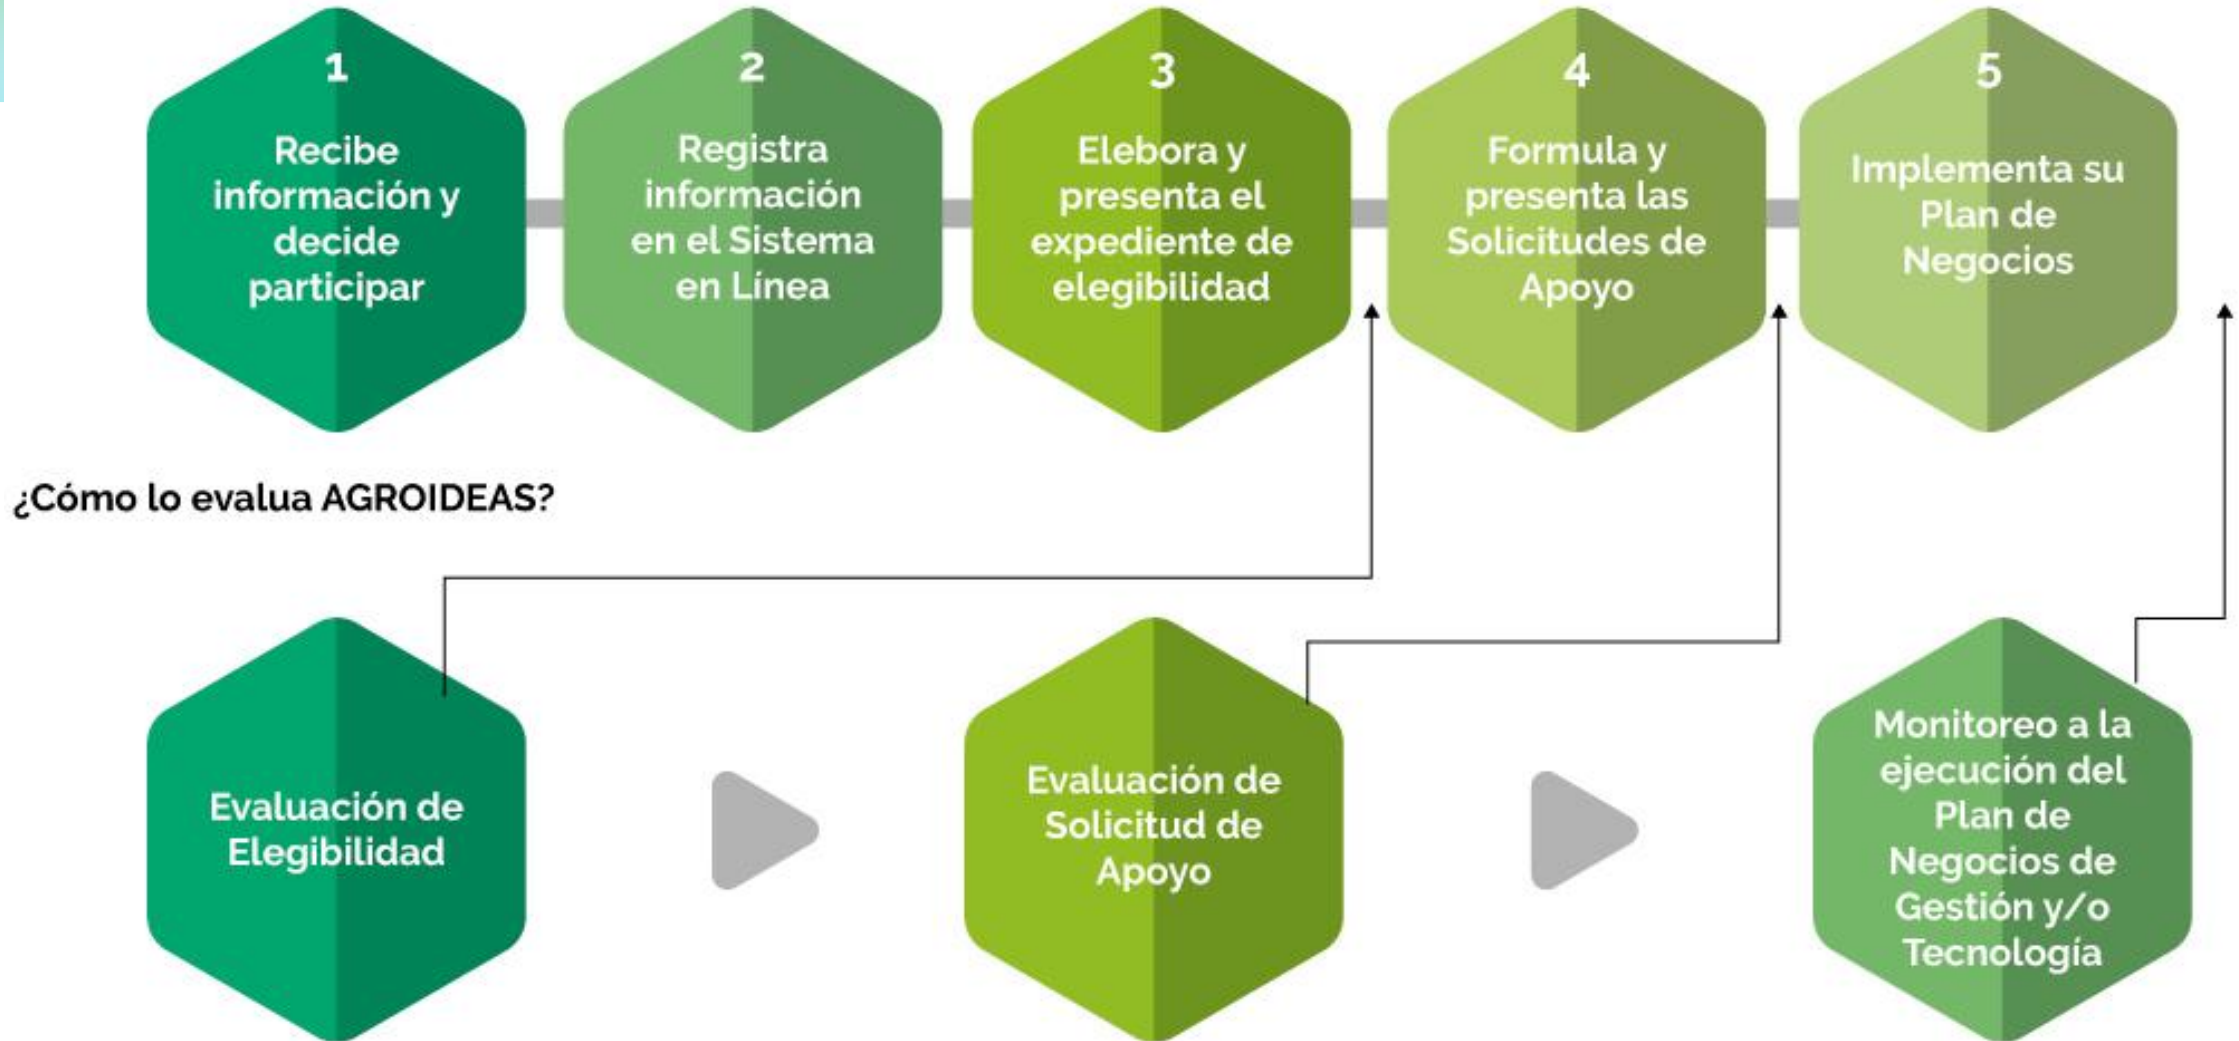 1
Recibe
información y
decide
participar
2
Registra
información
en el Sistema
en Línea
3
Elebora y
presenta el
expediente de
elegibilidad
4
Formula y
presenta las
Solicitudes de
Apoyo
5
Implementa su
Plan de
Negocios
¿Cómo lo evalua AGROIDEAS?
Evaluación de
Elegibilidad
Evaluación de
Solicitud de
Apoyo
Monitoreo a la
ejecución del
Plan de
Negocios de
Gestión y/o
Tecnología